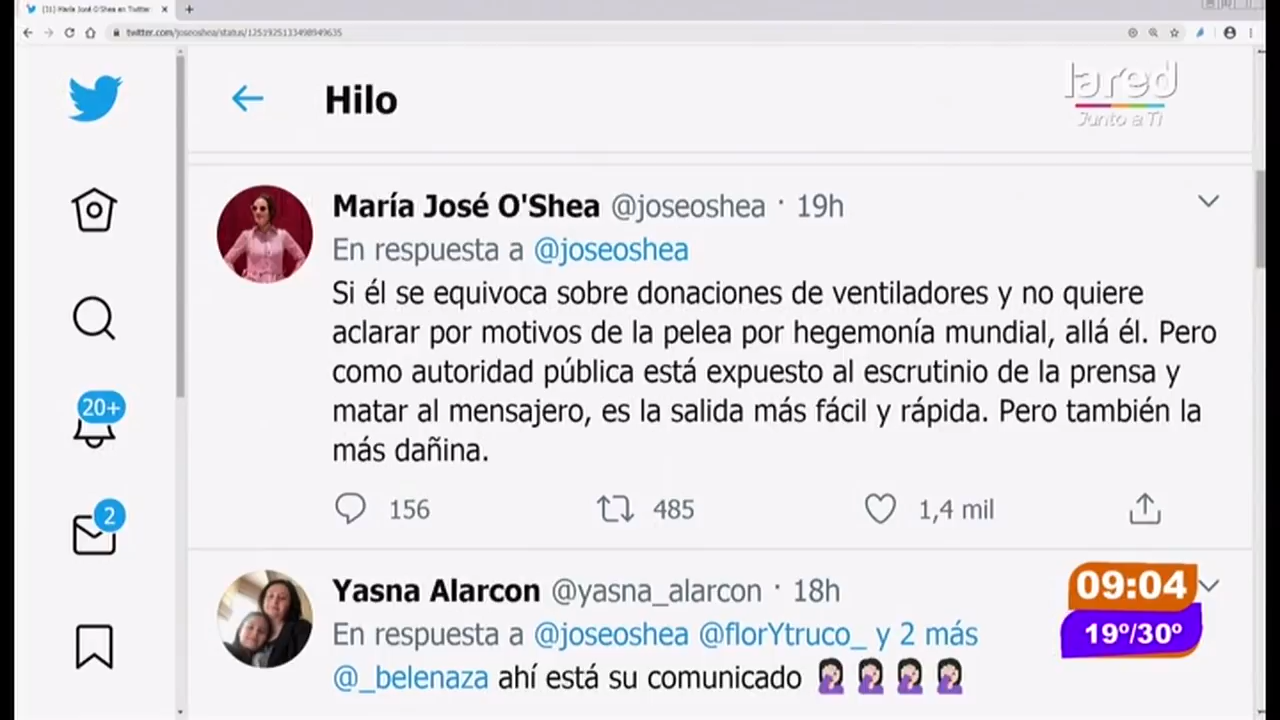 (31) María José O'Shea en Twitter
twitter.com/joseoshea/status/1251925133498949635
lared
Junto a Ti
Hilo
María José O'Shea @joseoshea · 19h
En respuesta a @joseoshea
Si él se equivoca sobre donaciones de ventiladores y no quiere
aclarar por motivos de la pelea por hegemonía mundial, allá él. Pero
como autoridad pública está expuesto al escrutinio de la prensa y
matar al mensajero, es la salida más fácil y rápida. Pero también la
más dañina.
156 485 1,4 mil
20+
2
Yasna Alarcon @yasna_alarcon · 18h
En respuesta a @joseoshea @florYtruco_ y 2 más
@_belenaza ahí está su comunicado 🤦🏻‍♀️🤦🏻‍♀️🤦🏻‍♀️🤦🏻‍♀️
09:04
19º/30º